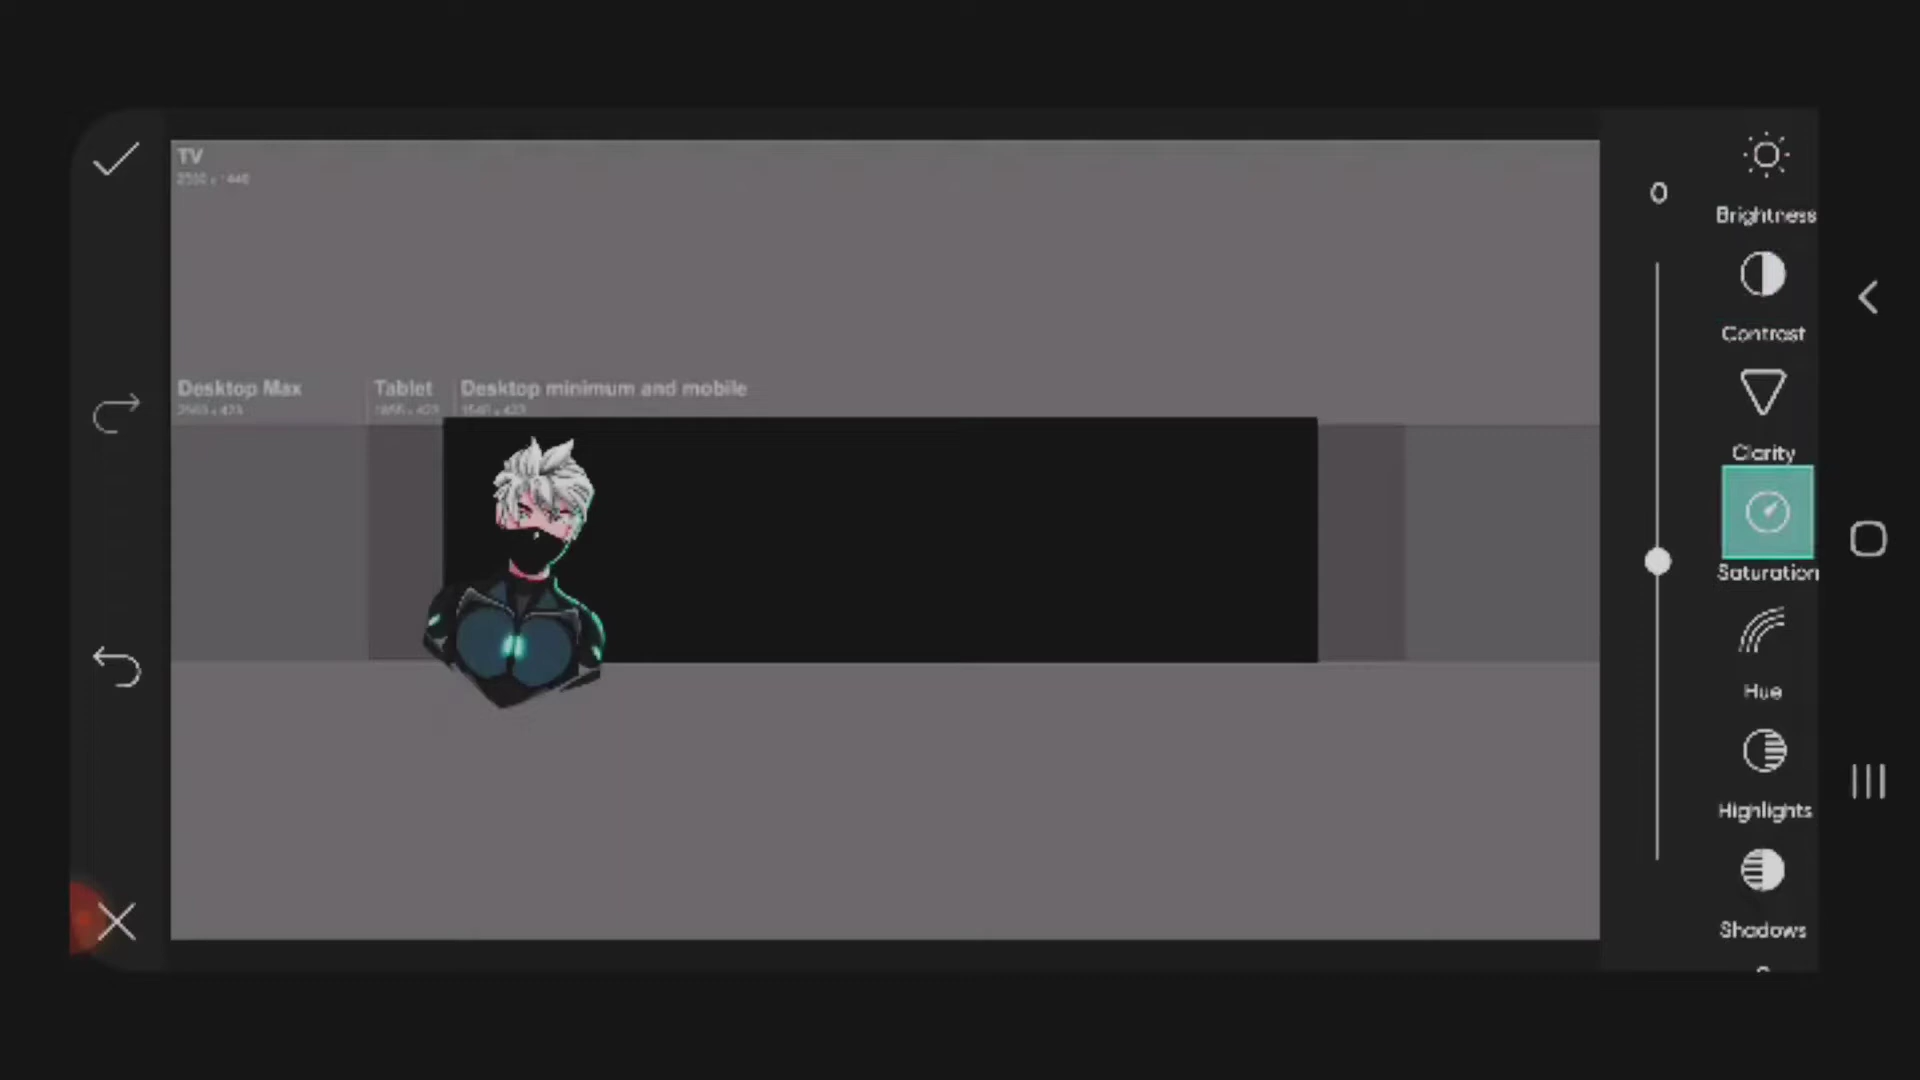 TV
0
Brightness
Contrast
Desktop Max
Tablet
Desktop minimum and mobile
Clarity
Saturation
Hue
Highlights
Shadows